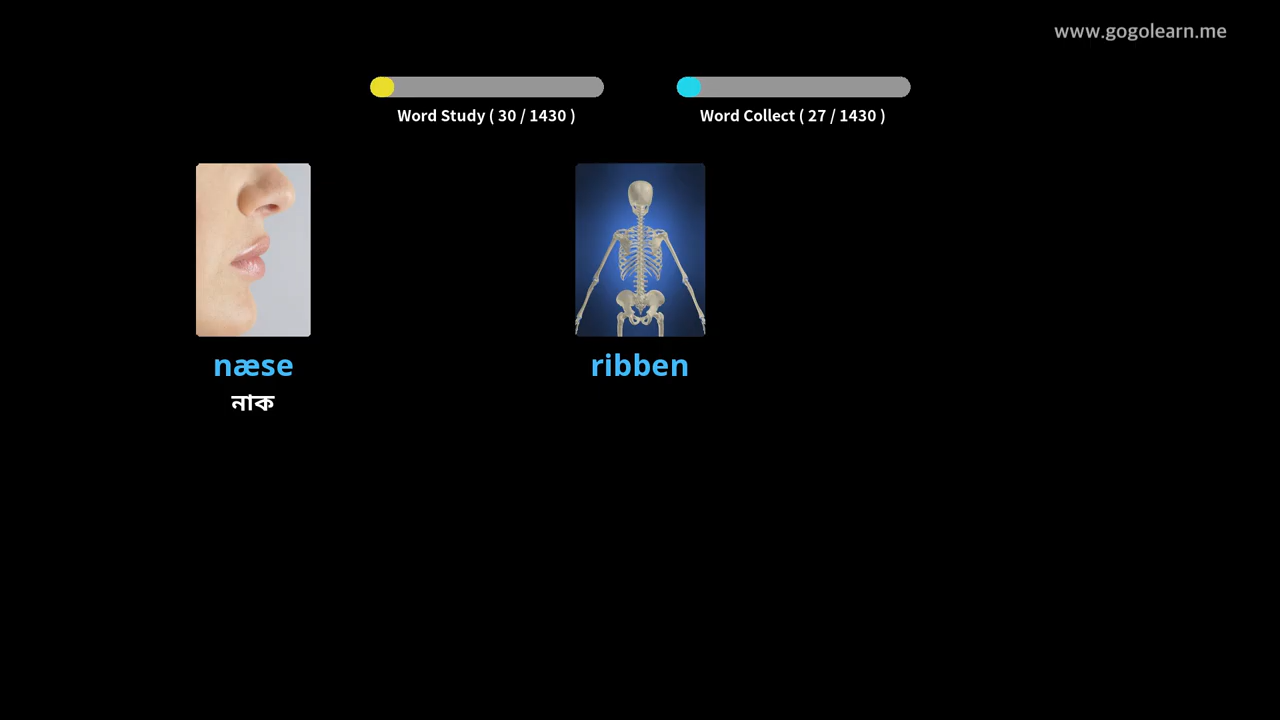 www.gogolearn.me
Word Study ( 30 / 1430 )
Word Collect ( 27 / 1430 )
næse
নাক
ribben